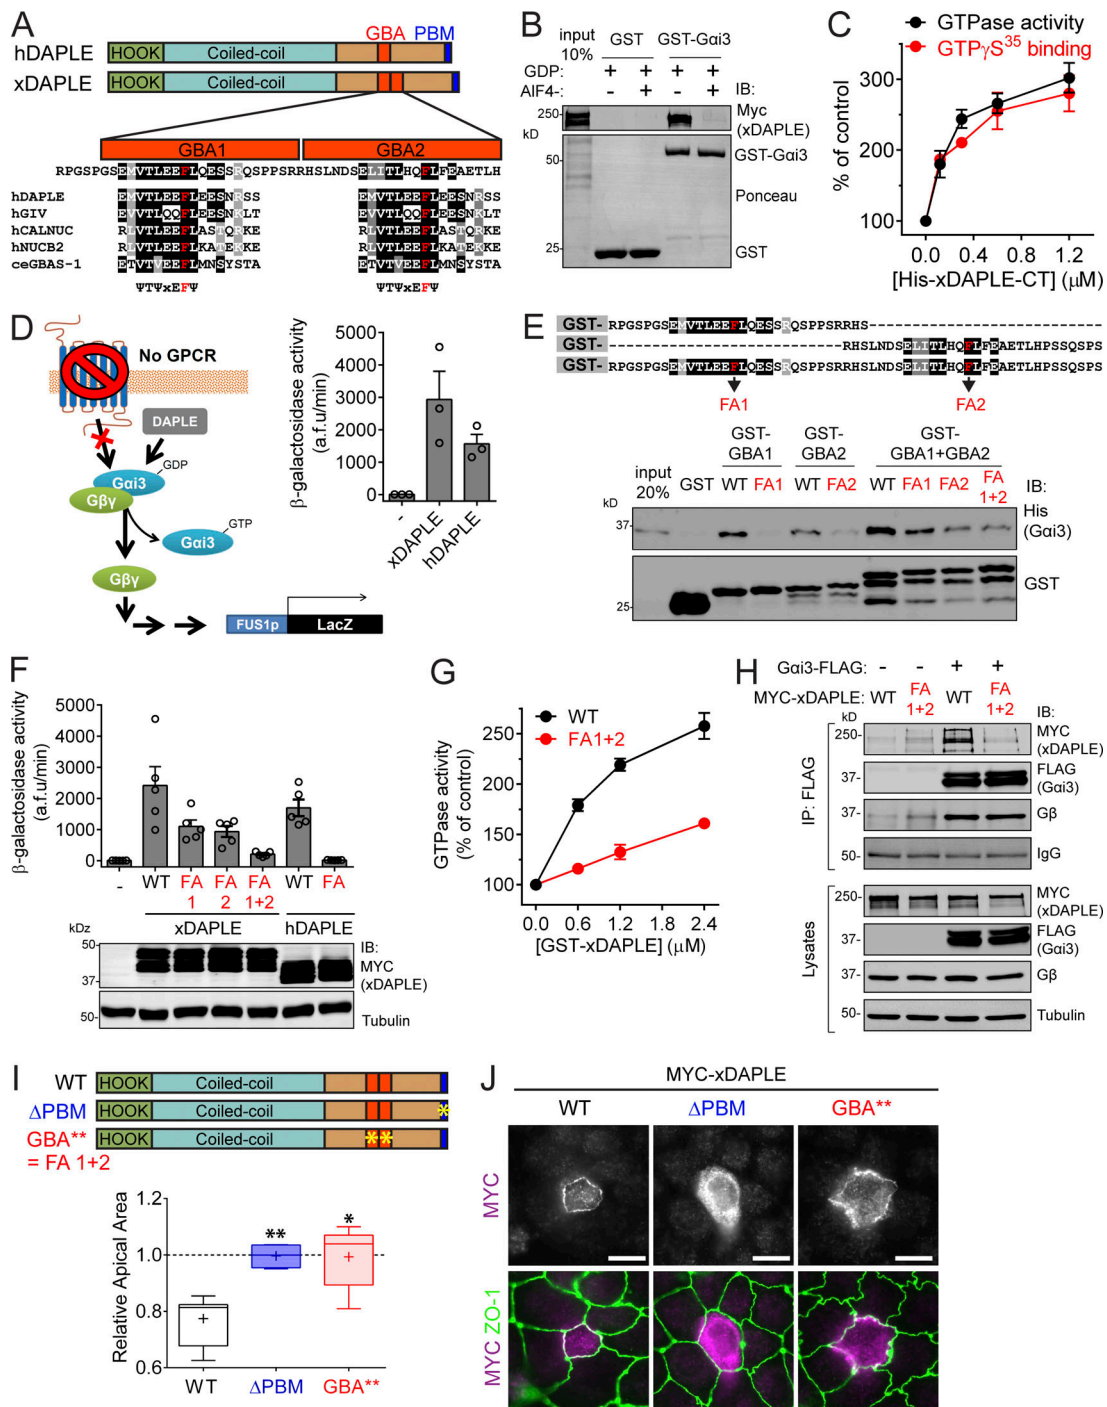 A
GBA PBM
hDAPLE HOOK Coiled-coil
xDAPLE HOOK Coiled-coil
GBA1 GBA2
RPGSPGSEMVTLEEFLQESSRQSPPSRRHSLNDSELITLHQFLFEAETLH
hDAPLE EMVTLEEFLQESNRSS EMVTLEEFLQESSNRSS
hGIV EVVTLQQFLEESNKLT EVVTLQQFLEESNKLT
hCALNUC RLVTLEEFLASTQRKE RLVTLEEFLASTQRKE
hNUCB2 RLVTLEEFLKATEKKE RLVTLEEFLKATEKKE
ceGBAS-1 ETVTVEEFLMNSYSTA ETVTVEEFLMNSYSTA
ΨTΨxEFΨ ΨTΨxEFΨ
B
input 10% GST GST-Gαi3
GDP: + + + +
AlF4-: - + - + IB:
250-
kD
50-
25-
Myc
(xDAPLE)
GST-Gαi3
Ponceau
GST
C
GTPase activity
GTPγS³⁵ binding
% of control
300
200
100
0.0 0.4 0.8 1.2
[His-xDAPLE-CT] (μM)
D
No GPCR
DAPLE
GDP
Gαi3
Gβγ
GTP
Gαi3
Gβγ
FUS1p LacZ
β-galactosidase activity
(a.f.u/min)
5000
4000
3000
2000
1000
0
- xDAPLE hDAPLE
E
GST- RPGSPGSEMVTLEEFLQESSRQSPPSRRHS
GST- RHSLNDSELITLHQFLFEAETLHPSSQSPS
GST- RPGSPGSEMVTLEEFLQESSRQSPPSRRHSLNDSELITLHQFLFEAETLHPSSQSPS
FA1 FA2
input 20% GST
GST-GBA1 GST-GBA2 GST-GBA1+GBA2
WT FA1 WT FA2 WT FA1 FA2 FA 1+2
IB:
kD
37-
25-
His
(Gαi3)
GST
F
β-galactosidase activity
(a.f.u/min)
5000
4000
3000
2000
1000
0
- WT FA 1 FA 2 FA 1+2 WT FA
xDAPLE hDAPLE
kDz
50-
37-
50-
IB:
MYC
(xDAPLE)
Tubulin
G
WT
FA1+2
GTPase activity
(% of control)
250
200
150
100
0.0 0.6 1.2 1.8 2.4
[GST-xDAPLE] (μM)
H
Gαi3-FLAG: - - + +
MYC-xDAPLE: WT FA 1+2 WT FA 1+2
kD
IB:
IP: FLAG
250- MYC
(xDAPLE)
37- FLAG
(Gαi3)
37- Gβ
50- IgG
Lysates
250- MYC
(xDAPLE)
37- FLAG
(Gαi3)
37- Gβ
50- Tubulin
I
WT HOOK Coiled-coil
ΔPBM HOOK Coiled-coil *
GBA** HOOK Coiled-coil * *
= FA 1+2
Relative Apical Area
1.2
1.0
0.8
0.6
** *
WT ΔPBM GBA**
J
MYC-xDAPLE
WT ΔPBM GBA**
MYC
MYC ZO-1